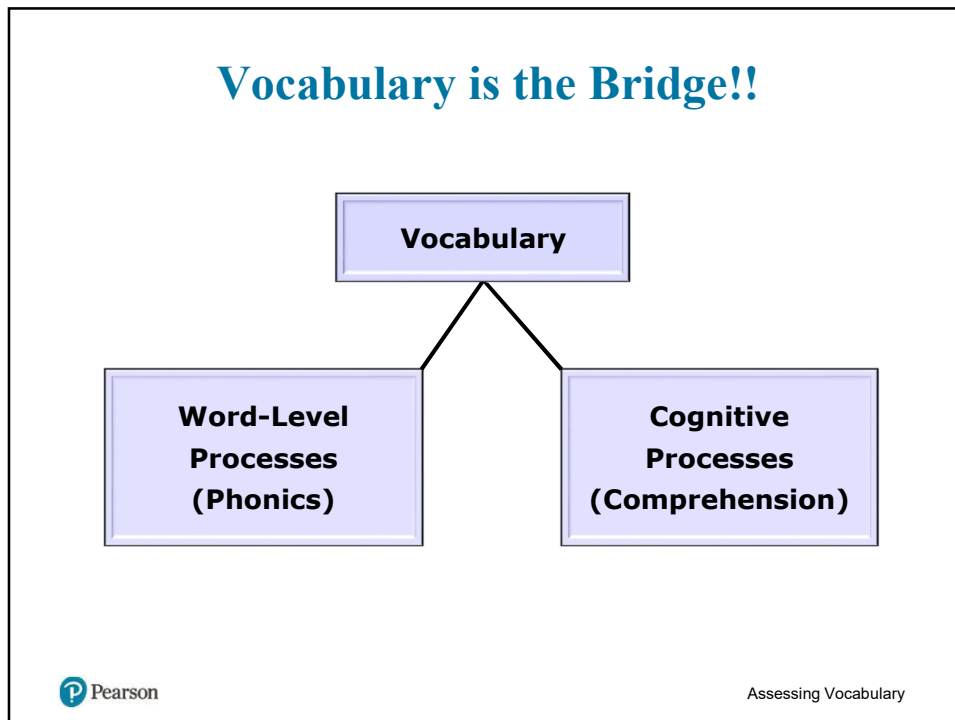 Vocabulary is the Bridge!!
Vocabulary
Word-Level
Processes
(Phonics)
Cognitive
Processes
(Comprehension)
Pearson
Assessing Vocabulary